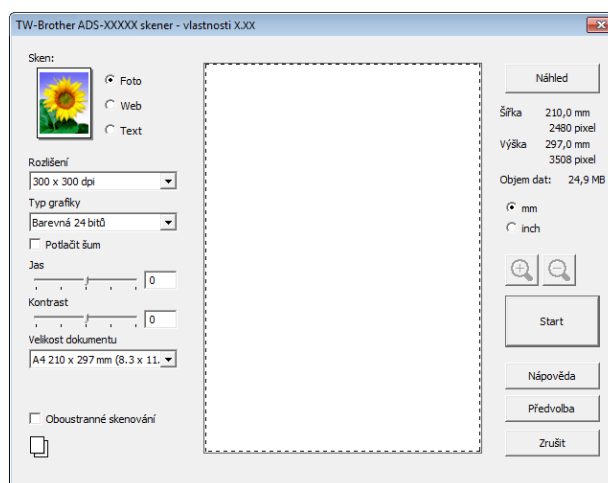 TW-Brother ADS-XXXXX skener - vlastnosti X.XX
Sken:
Foto
Web
Text
Rozlišení
300 x 300 dpi
Typ grafiky
Barevná 24 bitů
Potlačit šum
Jas
0
Kontrast
0
Velikost dokumentu
A4 210 x 297 mm (8.3 x 11.
Oboustranné skenování
Náhled
Šířka 210,0 mm
2480 pixel
Výška 297,0 mm
3508 pixel
Objem dat: 24,9 MB
mm
inch
Start
Nápověda
Předvolba
Zrušit